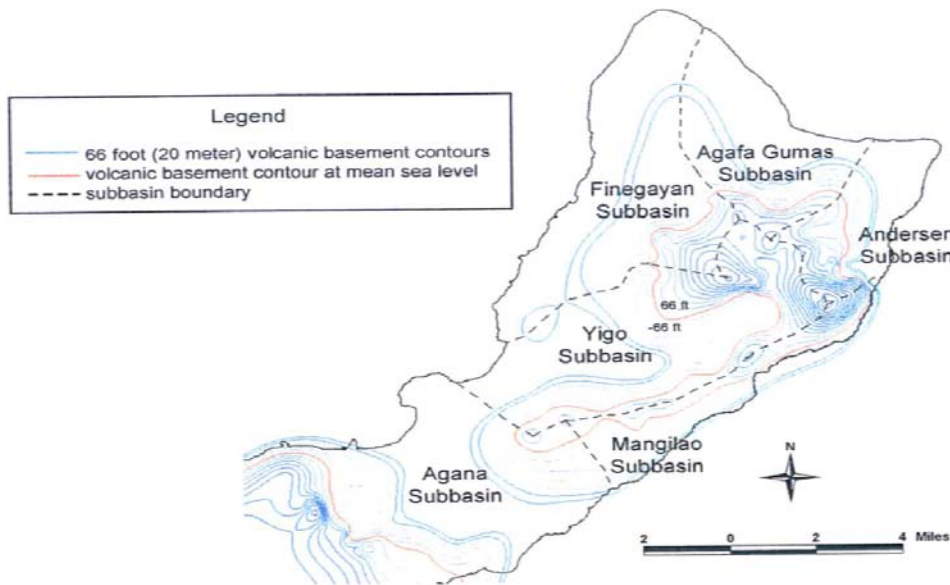 Legend
66 foot (20 meter) volcanic basement contours
volcanic basement contour at mean sea level
subbasin boundary
Agafa Gumas
Subbasin
Finegayan
Subbasin
Andersen
Subbasin
66 ft
-66 ft
Yigo
Subbasin
Mangilao
Subbasin
Agana
Subbasin
N
2 0 2 4 Miles